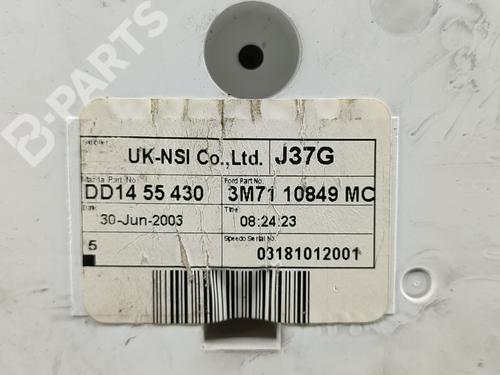 B-PARTS
Supplier
UK-NSI Co.,Ltd. J37G
Mazda Part No. Ford Part No.
DD14 55 430 3M71 10849 MC
Date Time
30-Jun-2003 08:24:23
Speedo Serial No.
5 03181012001